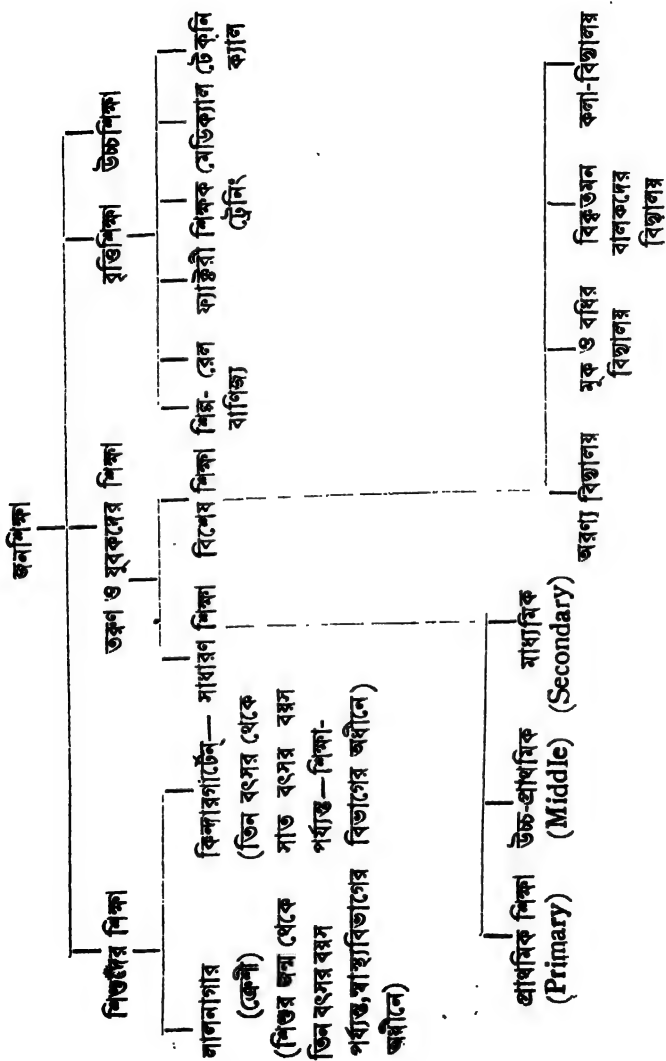 জনশিক্ষা
শিশুদের শিক্ষা
তরুণ ও যুবকদের শিক্ষা
বৃত্তিশিক্ষা
উচ্চশিক্ষা
লালনাগার
(ক্রেশী)
(শিশুর জন্ম থেকে
তিন বৎসর বয়স
পর্য্যন্ত, স্বাস্থ্যবিভাগের
অধীনে)
কিন্দারগার্টেন—
(তিন বৎসর থেকে
সাত বৎসর বয়স
পর্য্যন্ত—শিক্ষা-
বিভাগের অধীনে)
সাধারণ শিক্ষা
বিশেষ শিক্ষা
শিল্প-
বাণিজ্য
রেল
ফ্যাক্টরী
শিক্ষক
ট্রেনিং
মেডিক্যাল
টেক্‌নি
ক্যাল
প্রাথমিক শিক্ষা
(Primary)
উচ্চ-প্রাথমিক
(Middle)
মাধ্যমিক
(Secondary)
অরণ্য বিদ্যালয়
মূক ও বধির
বিদ্যালয়
বিকৃতমন
বালকদের
বিদ্যালয়
কলা-বিদ্যালয়